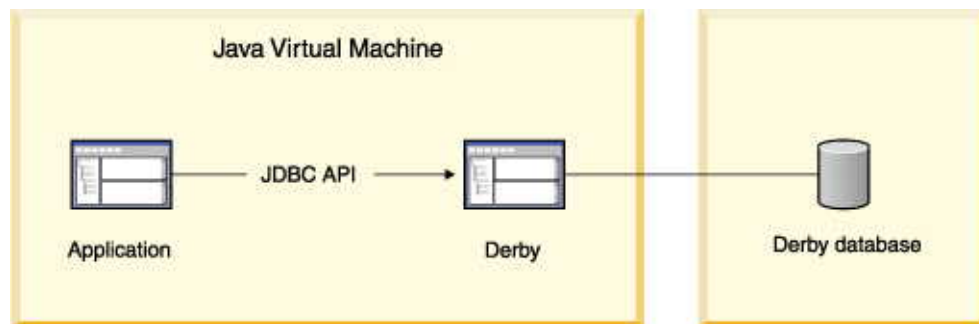 Java Virtual Machine
JDBC API
Application
Derby
Derby database